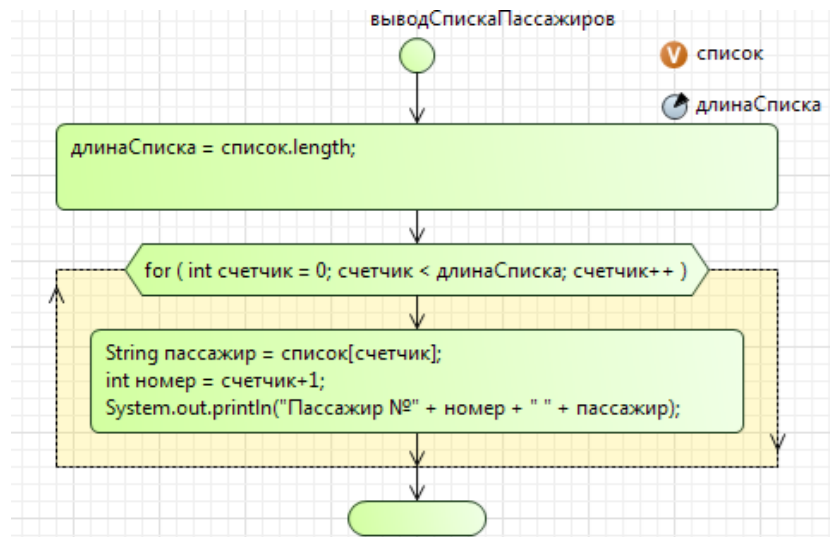 выводСпискаПассажиров
список
длинаСписка
длинаСписка = список.length;
for ( int счетчик = 0; счетчик < длинаСписка; счетчик++ )
String пассажир = список[счетчик];
int номер = счетчик+1;
System.out.println("Пассажир №" + номер + " " + пассажир);